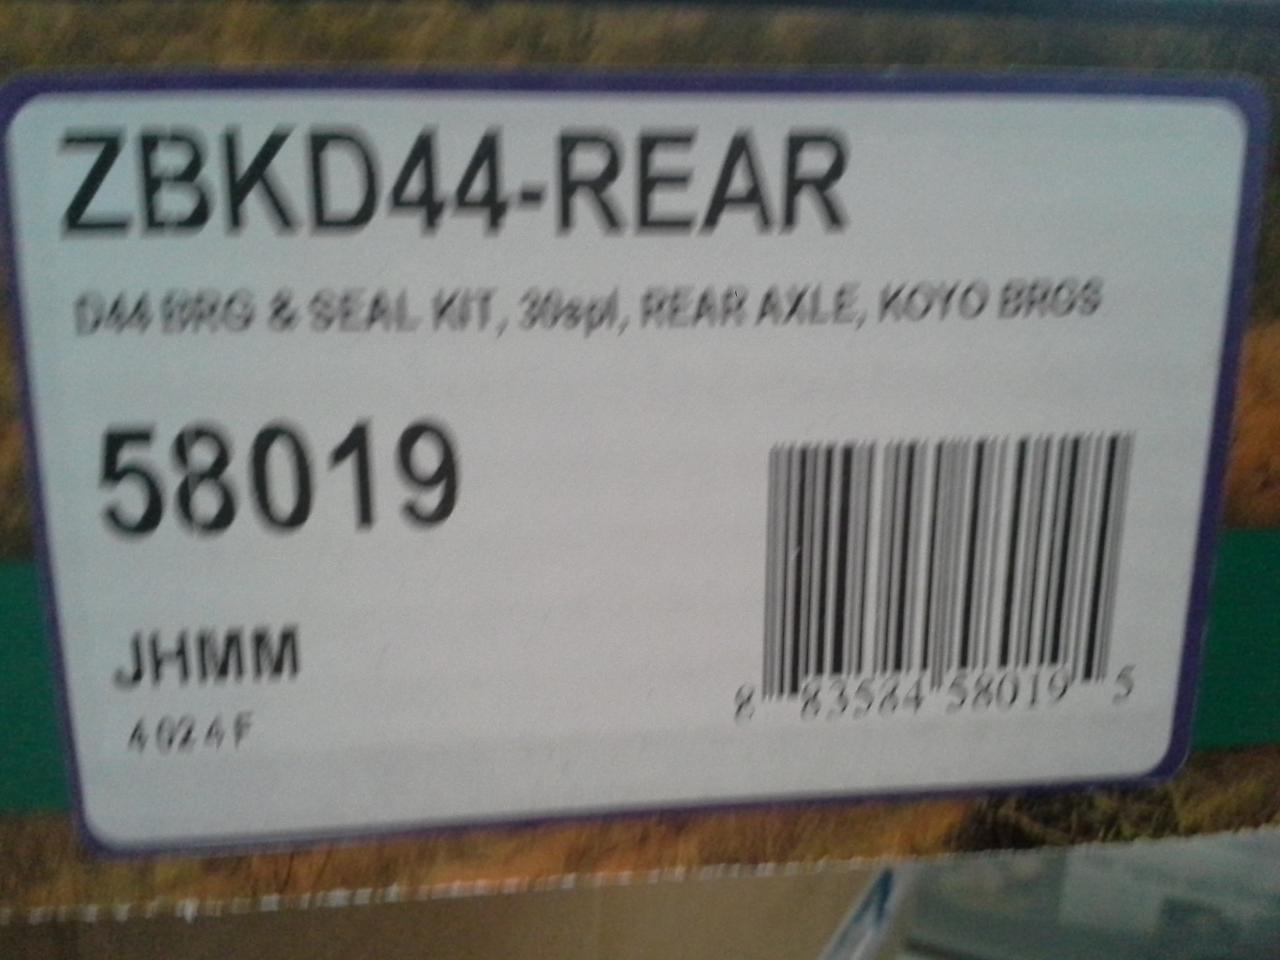 ZBKD44-REAR
D44 BRG & SEAL KIT, 30spl, REAR AXLE, KOYO BRGS
58019
JHMM
4024F
8 83584 58019 5